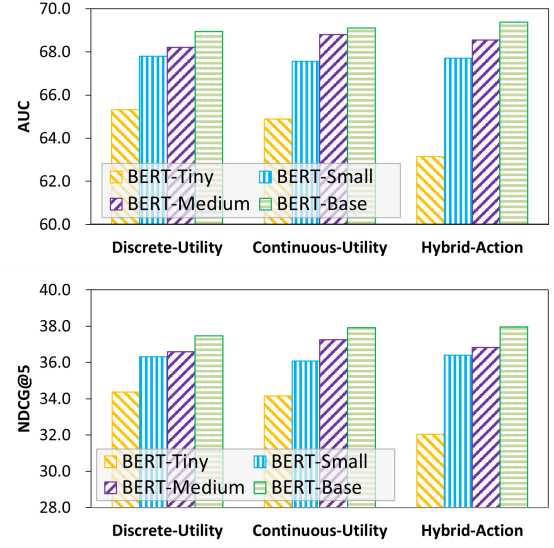 70.0
68.0
66.0
64.0
62.0
60.0
AUC
BERT-Tiny BERT-Small
BERT-Medium BERT-Base
Discrete-Utility Continuous-Utility Hybrid-Action
40.0
38.0
36.0
34.0
32.0
30.0
28.0
NDCG@5
BERT-Tiny BERT-Small
BERT-Medium BERT-Base
Discrete-Utility Continuous-Utility Hybrid-Action